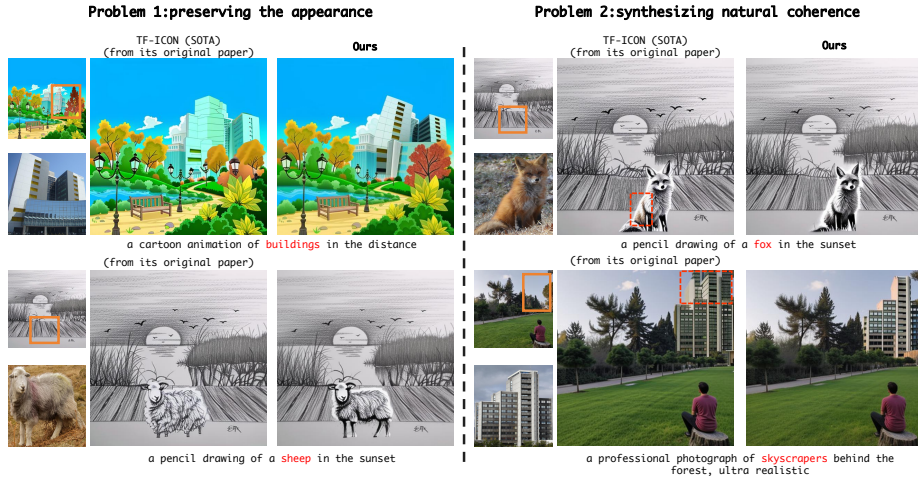 Problem 1:preserving the appearance
TF-ICON (SOTA)
(from its original paper)
Ours
a cartoon animation of buildings in the distance
(from its original paper)
a pencil drawing of a sheep in the sunset
Problem 2:synthesizing natural coherence
TF-ICON (SOTA)
(from its original paper)
Ours
a pencil drawing of a fox in the sunset
(from its original paper)
a professional photograph of skyscrapers behind the
forest, ultra realistic